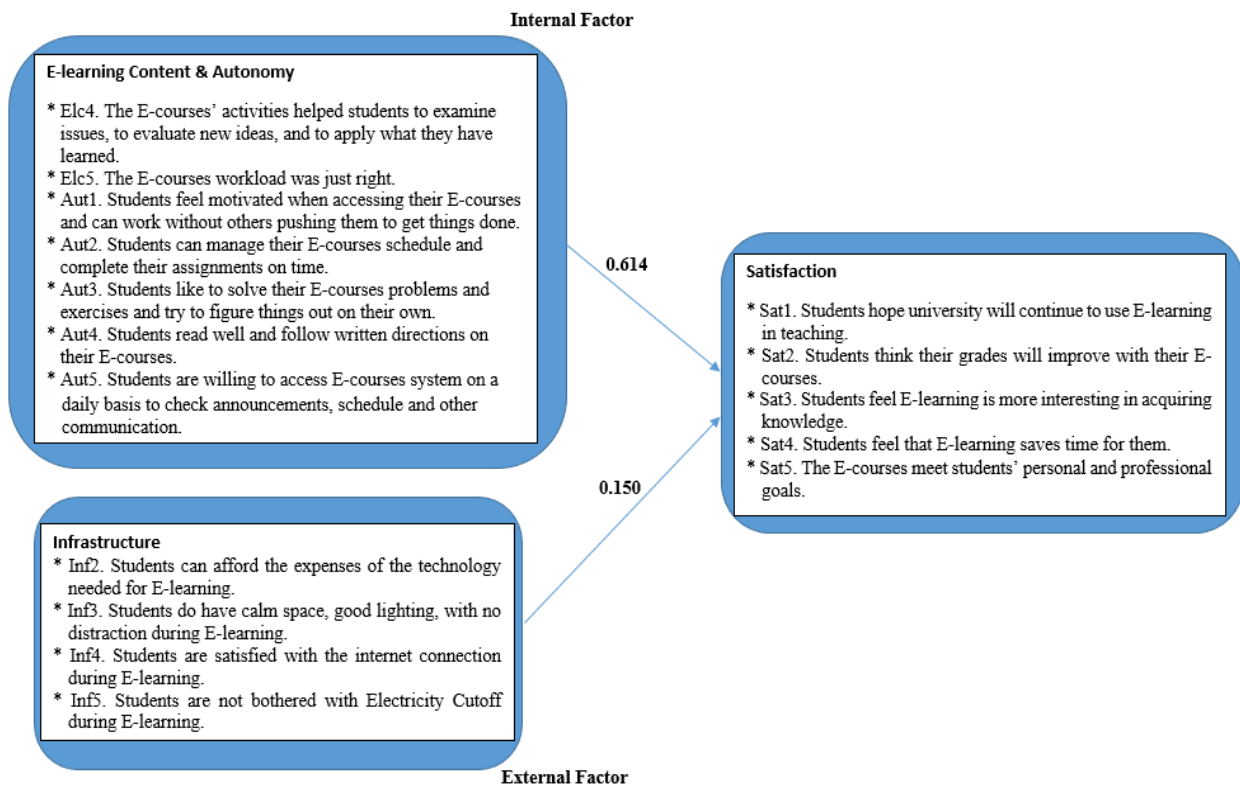 Internal Factor
E-learning Content & Autonomy
* Elc4. The E-courses’ activities helped students to examine
issues, to evaluate new ideas, and to apply what they have
learned.
* Elc5. The E-courses workload was just right.
* Aut1. Students feel motivated when accessing their E-courses
and can work without others pushing them to get things done.
* Aut2. Students can manage their E-courses schedule and
complete their assignments on time.
* Aut3. Students like to solve their E-courses problems and
exercises and try to figure things out on their own.
* Aut4. Students read well and follow written directions on
their E-courses.
* Aut5. Students are willing to access E-courses system on a
daily basis to check announcements, schedule and other
communication.
0.614
Satisfaction
* Sat1. Students hope university will continue to use E-learning
in teaching.
* Sat2. Students think their grades will improve with their E-
courses.
* Sat3. Students feel E-learning is more interesting in acquiring
knowledge.
* Sat4. Students feel that E-learning saves time for them.
* Sat5. The E-courses meet students’ personal and professional
goals.
0.150
Infrastructure
* Inf2. Students can afford the expenses of the technology
needed for E-learning.
* Inf3. Students do have calm space, good lighting, with no
distraction during E-learning.
* Inf4. Students are satisfied with the internet connection
during E-learning.
* Inf5. Students are not bothered with Electricity Cutoff
during E-learning.
External Factor